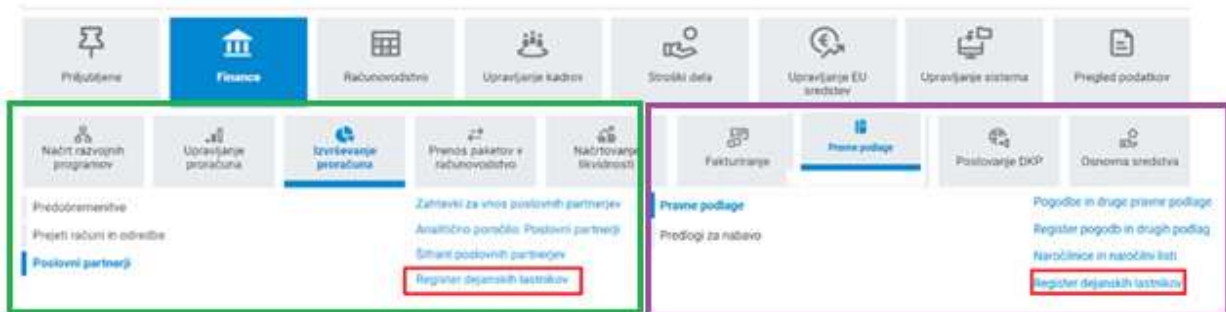 Priljubljene
Finance
Računovodstvo
Upravljanje kadrov
Stroški dela
Upravljanje EU
sredstev
Upravljanje sistema
Pregled podatkov
Načrt razvojnih
programov
Upravljanje
proračuna
Izvrševanje
proračuna
Prenos paketov v
računovodstvo
Načrtovanje
likvidnosti
Fakturiranje
Pravne podlage
Poslovanje DKP
Osnovna sredstva
Predobremenitve
Prejeti računi in odredbe
Poslovni partnerji
Zahtevki za vnos poslovnih partnerjev
Analitično poročilo: Poslovni partnerji
Šifrant poslovnih partnerjev
Register dejanskih lastnikov
Pravne podlage
Predlogi za nabavo
Pogodbe in druge pravne podlage
Register pogodb in drugih podlag
Naročilnice in naročilni listi
Register dejanskih lastnikov